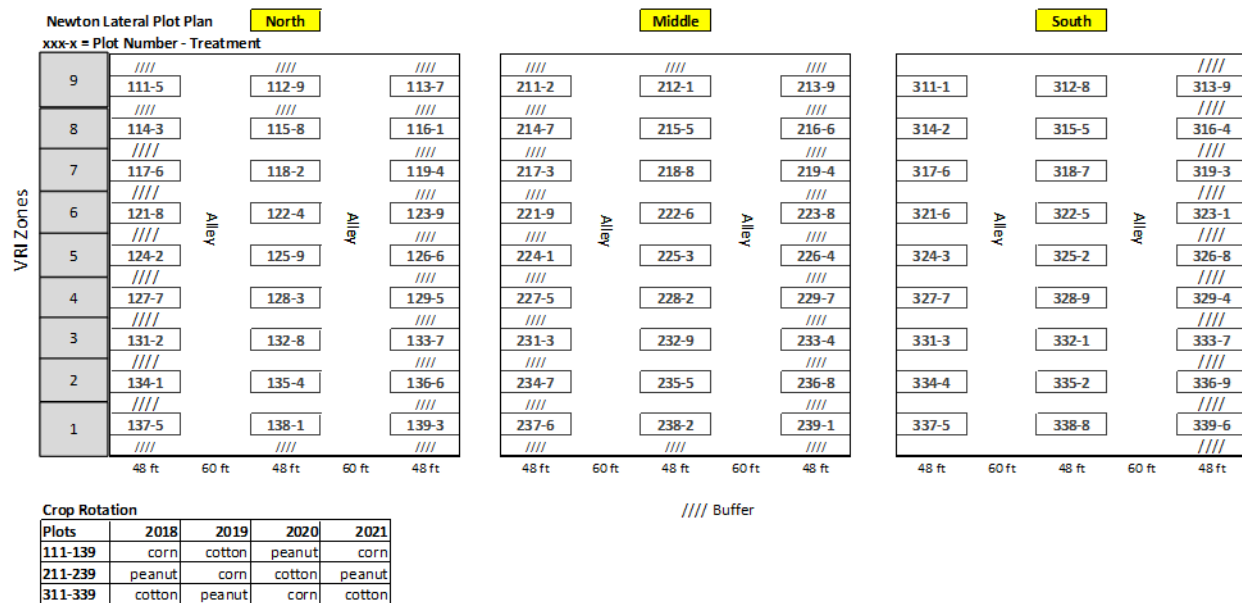 Newton Lateral Plot Plan North Middle South
xxx-x = Plot Number - Treatment
//// //// //// //// //// //// ////
9 111-5 112-9 113-7 211-2 212-1 213-9 311-1 312-8 313-9
//// //// //// //// //// ////
8 114-3 115-8 116-1 214-7 215-5 216-6 314-2 315-5 316-4
//// //// //// //// ////
7 117-6 118-2 119-4 217-3 218-8 219-4 317-6 318-7 319-3
//// //// //// //// ////
6 121-8 122-4 123-9 221-9 222-6 223-8 321-6 322-5 323-1
VRI Zones
Alley Alley Alley Alley Alley Alley
//// //// //// //// ////
5 124-2 125-9 126-6 224-1 225-3 226-4 324-3 325-2 326-8
//// //// //// //// ////
4 127-7 128-3 129-5 227-5 228-2 229-7 327-7 328-9 329-4
//// //// //// //// ////
3 131-2 132-8 133-7 231-3 232-9 233-4 331-3 332-1 333-7
//// //// //// //// ////
2 134-1 135-4 136-6 234-7 235-5 236-8 334-4 335-2 336-9
//// //// //// //// ////
1 137-5 138-1 139-3 237-6 238-2 239-1 337-5 338-8 339-6
//// //// //// //// //// //// ////
48 ft 60 ft 48 ft 60 ft 48 ft 48 ft 60 ft 48 ft 60 ft 48 ft 48 ft 60 ft 48 ft 60 ft 48 ft
//// Buffer
Crop Rotation
Plots 2018 2019 2020 2021
111-139 corn cotton peanut corn
211-239 peanut corn cotton peanut
311-339 cotton peanut corn cotton